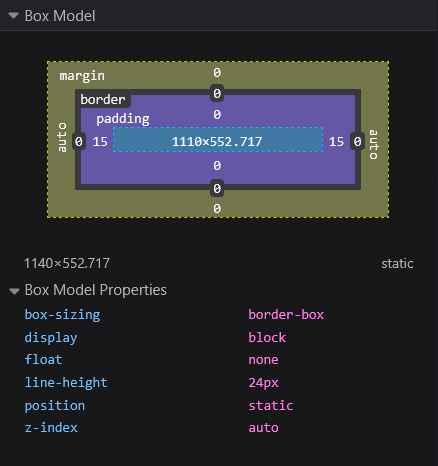 Box Model
margin
0
border
0
padding
0
auto
0
15
1110×552.717
15
0
auto
0
0
0
1140×552.717
static
Box Model Properties
box-sizing border-box
display block
float none
line-height 24px
position static
z-index auto